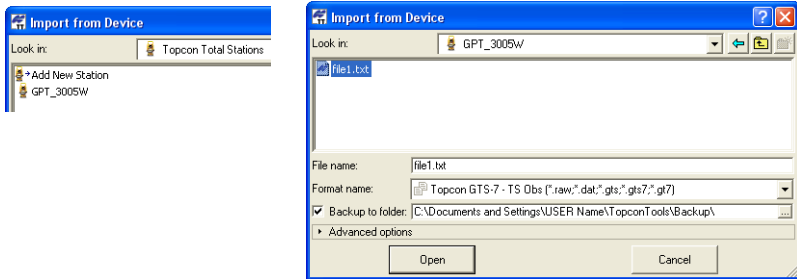 Import from Device
Look in:
Topcon Total Stations
Add New Station
GPT_3005W
Import from Device
Look in:
GPT_3005W
file1.txt
File name:
file1.txt
Format name:
Topcon GTS-7 - TS Obs (*.raw;*.dat;*.gts;*.gts7;*.gt7)
Backup to folder:
C:\Documents and Settings\USER Name\TopconTools\Backup\
...
Advanced options
Open
Cancel